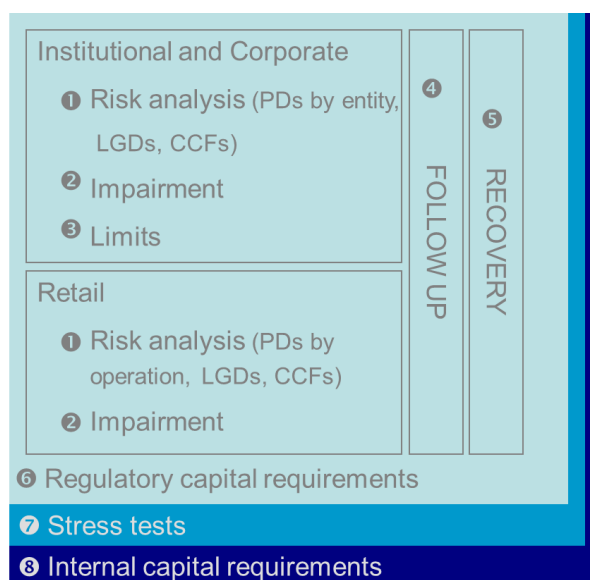 Institutional and Corporate
❶ Risk analysis (PDs by entity,
LGDs, CCFs)
❷ Impairment
❸ Limits
Retail
❶ Risk analysis (PDs by
operation, LGDs, CCFs)
❷ Impairment
❹ FOLLOW UP
❺ RECOVERY
❻ Regulatory capital requirements
❼ Stress tests
❽ Internal capital requirements